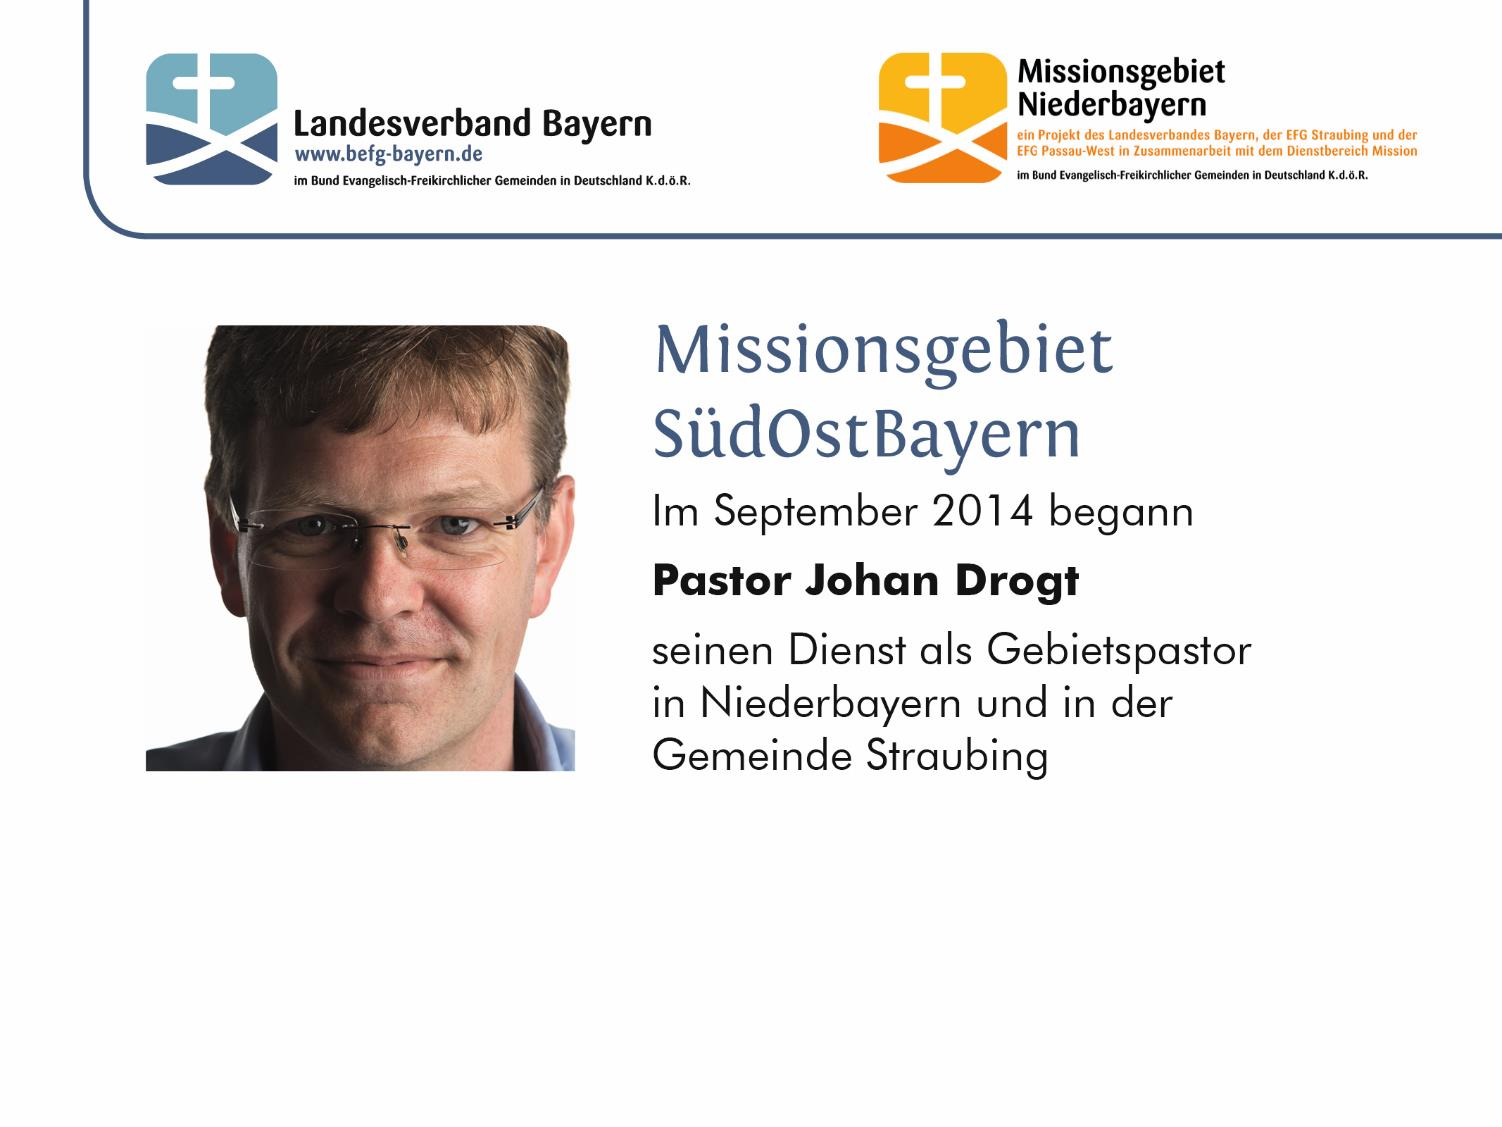 Landesverband Bayern
www.befg-bayern.de
im Bund Evangelisch-Freikirchlicher Gemeinden in Deutschland K.d.ö.R.
Missionsgebiet
Niederbayern
ein Projekt des Landesverbandes Bayern, der EFG Straubing und der
EFG Passau-West in Zusammenarbeit mit dem Dienstbereich Mission
im Bund Evangelisch-Freikirchlicher Gemeinden in Deutschland K.d.ö.R.
Missionsgebiet
SüdOstBayern
Im September 2014 begann
Pastor Johan Drogt
seinen Dienst als Gebietspastor
in Niederbayern und in der
Gemeinde Straubing